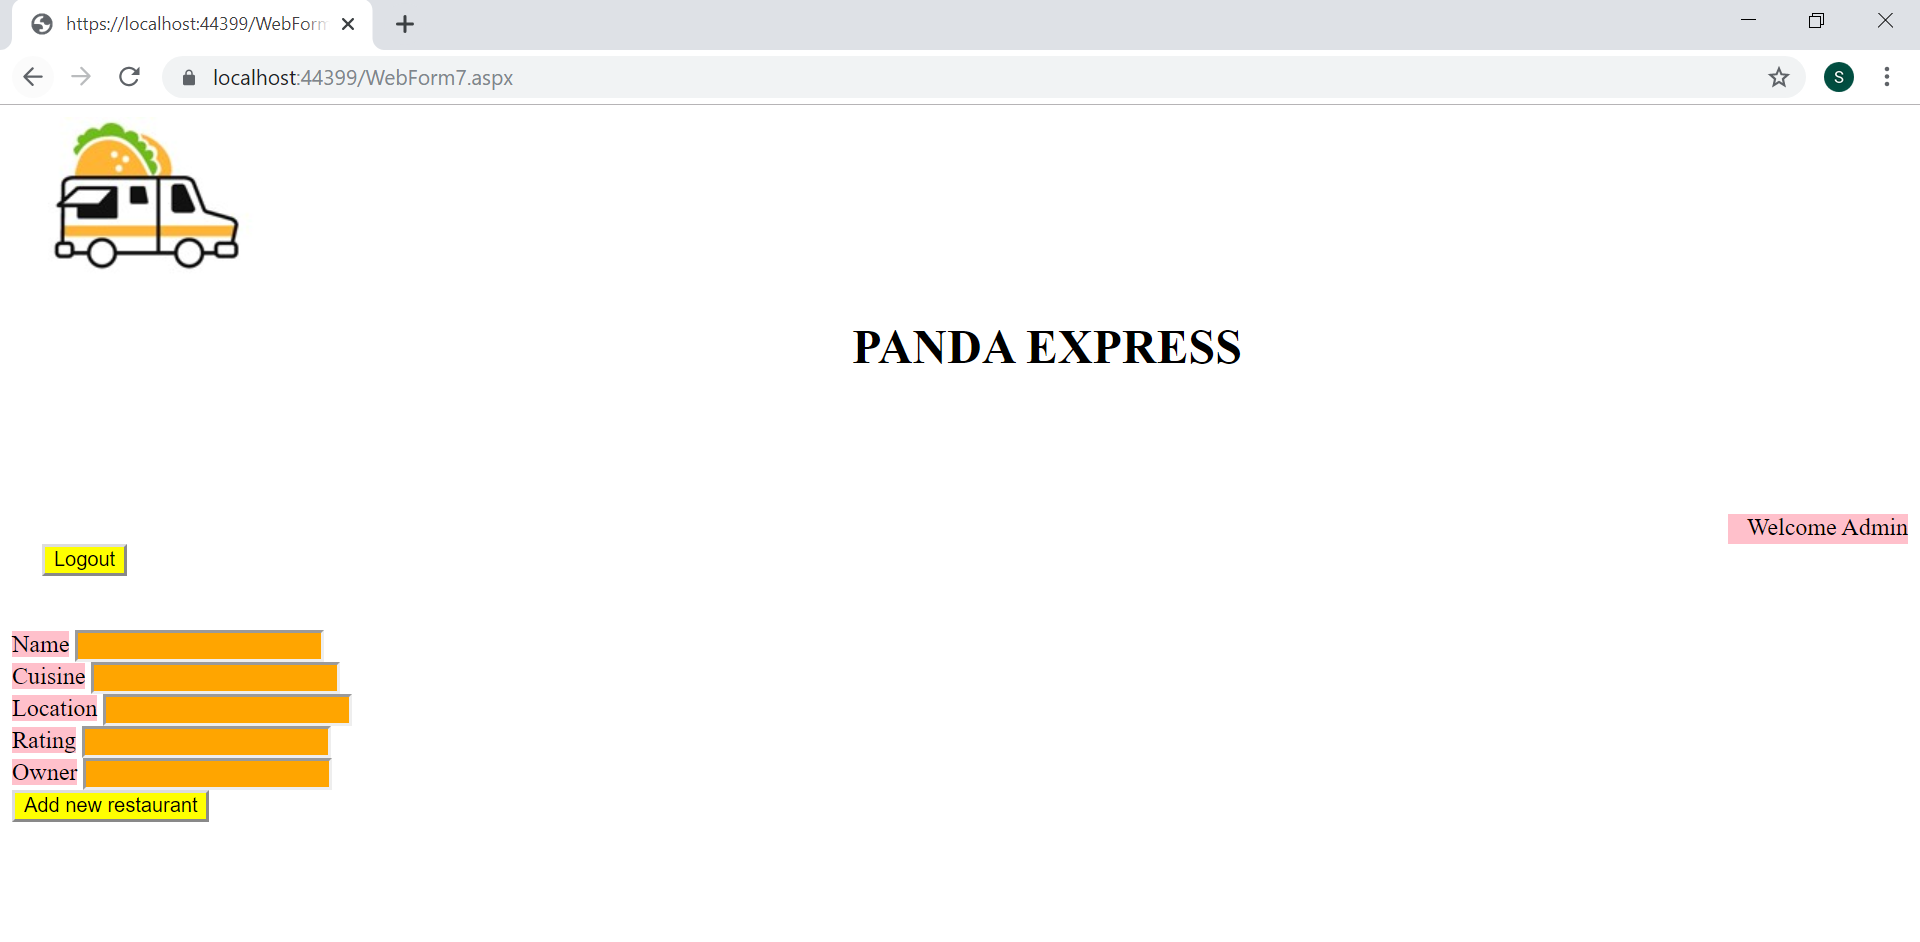 https://localhost:44399/WebForm
localhost:44399/WebForm7.aspx
S
PANDA EXPRESS
Welcome Admin
Logout
Name
Cuisine
Location
Rating
Owner
Add new restaurant